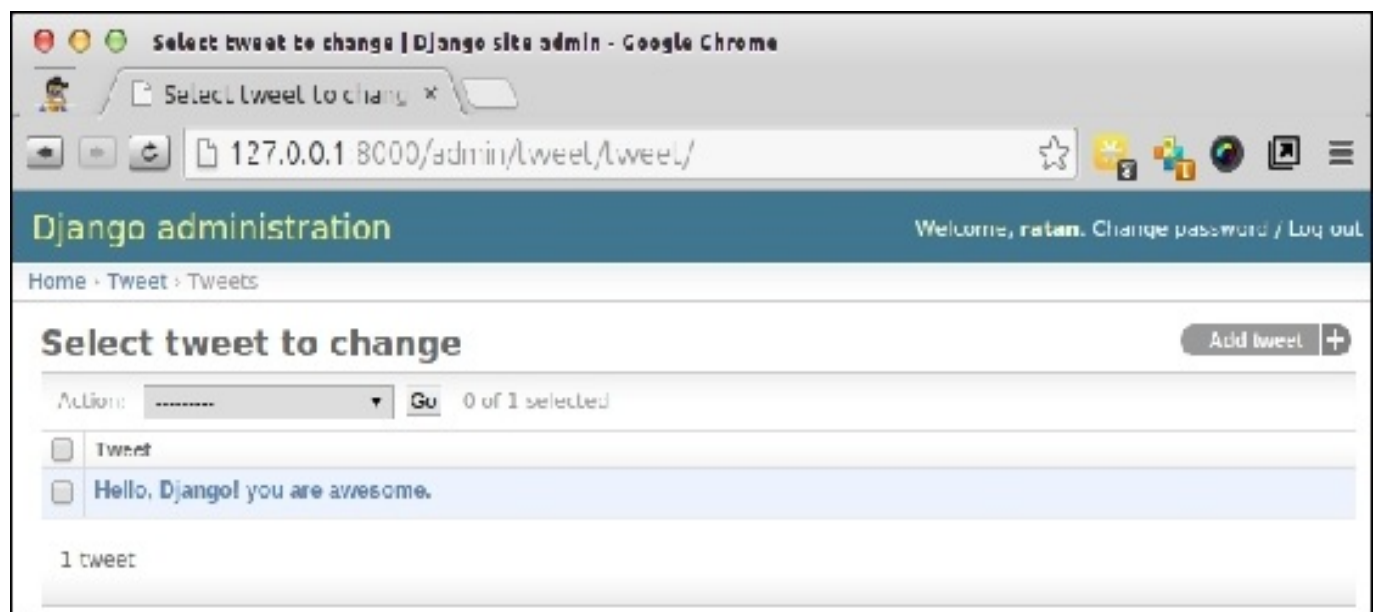 Select tweet to change | Django site admin - Google Chrome
Select tweet to chang ×
127.0.0.1:8000/admin/tweet/tweet/
Django administration
Welcome, ratan. Change password / Log out
Home › Tweet › Tweets
Select tweet to change
Add tweet +
Action: --------- Go 0 of 1 selected
Tweet
Hello, Django! you are awesome.
1 tweet